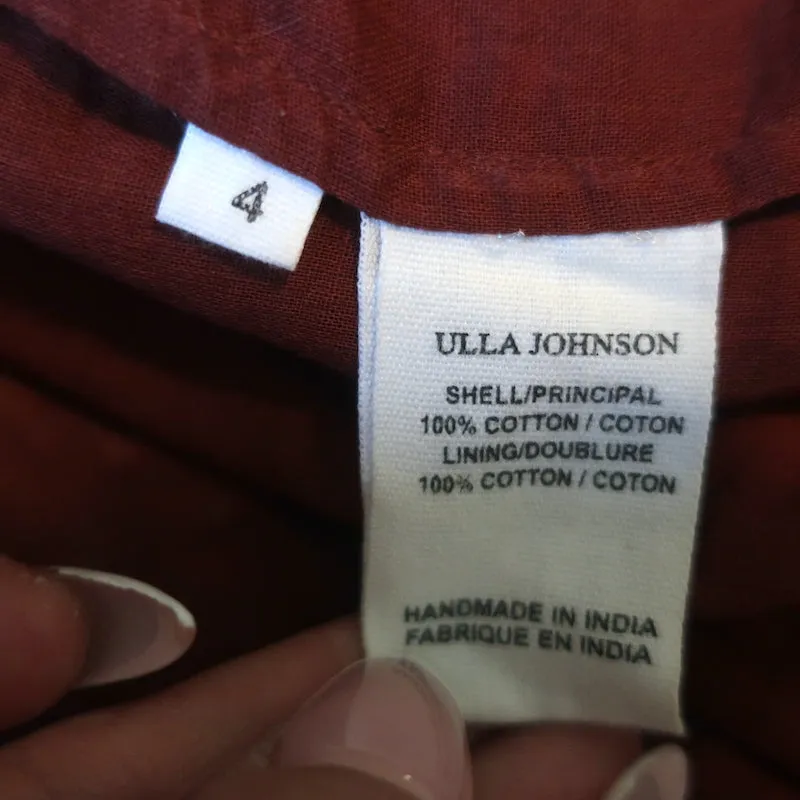 4
ULLA JOHNSON
SHELL/PRINCIPAL
100% COTTON / COTON
LINING/DOUBLURE
100% COTTON / COTON
HANDMADE IN INDIA
FABRIQUE EN INDIA